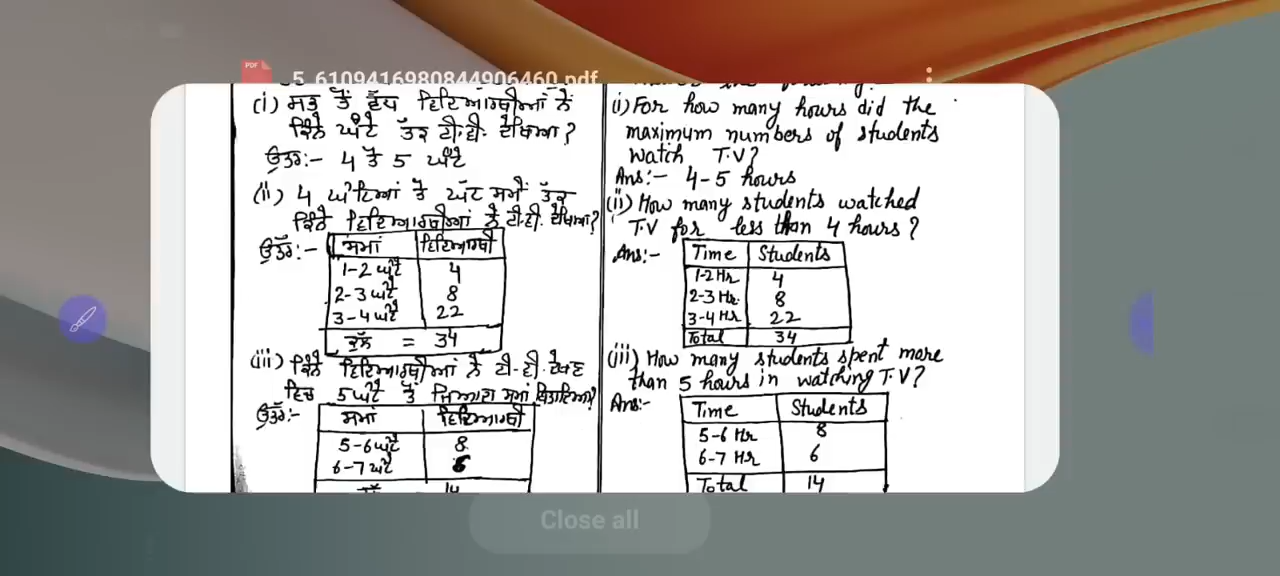 PDF
5_6109416980844906460.pdf
(i) ਸਭ ਤੋਂ ਵੱਧ ਵਿਦਿਆਰਥੀਆਂ ਨੇ
ਕਿੰਨੇ ਘੰਟੇ ਤੱਕ ਟੀ.ਵੀ. ਦੇਖਿਆ?
ਉੱਤਰ:- 4 ਤੋਂ 5 ਘੰਟੇ
(ii) 4 ਘੰਟਿਆਂ ਤੋਂ ਘੱਟ ਸਮੇਂ ਤੱਕ
ਕਿੰਨੇ ਵਿਦਿਆਰਥੀਆਂ ਨੇ ਟੀ.ਵੀ. ਦੇਖਿਆ?
ਉੱਤਰ:- ਸਮਾਂ ਵਿਦਿਆਰਥੀ
1-2 ਘੰਟੇ 4
2-3 ਘੰਟੇ 8
3-4 ਘੰਟੇ 22
ਕੁੱਲ = 34
(iii) ਕਿੰਨੇ ਵਿਦਿਆਰਥੀਆਂ ਨੇ ਟੀ.ਵੀ. ਦੇਖਣ
ਵਿਚ 5 ਘੰਟੇ ਤੋਂ ਜਿਆਦਾ ਸਮਾਂ ਬਿਤਾਇਆ?
ਉੱਤਰ:- ਸਮਾਂ ਵਿਦਿਆਰਥੀ
5-6 ਘੰਟੇ 8
6-7 ਘੰਟੇ 6
14
(i) For how many hours did the
maximum numbers of students
watch T.V?
Ans:- 4-5 hours
(ii) How many students watched
T.V for less than 4 hours?
Ans:- Time Students
1-2 Hr 4
2-3 Hr. 8
3-4 Hr 22
Total 34
(iii) How many students spent more
than 5 hours in watching T.V?
Ans:- Time Students
5-6 Hr 8
6-7 Hr 6
Total 14
Close all